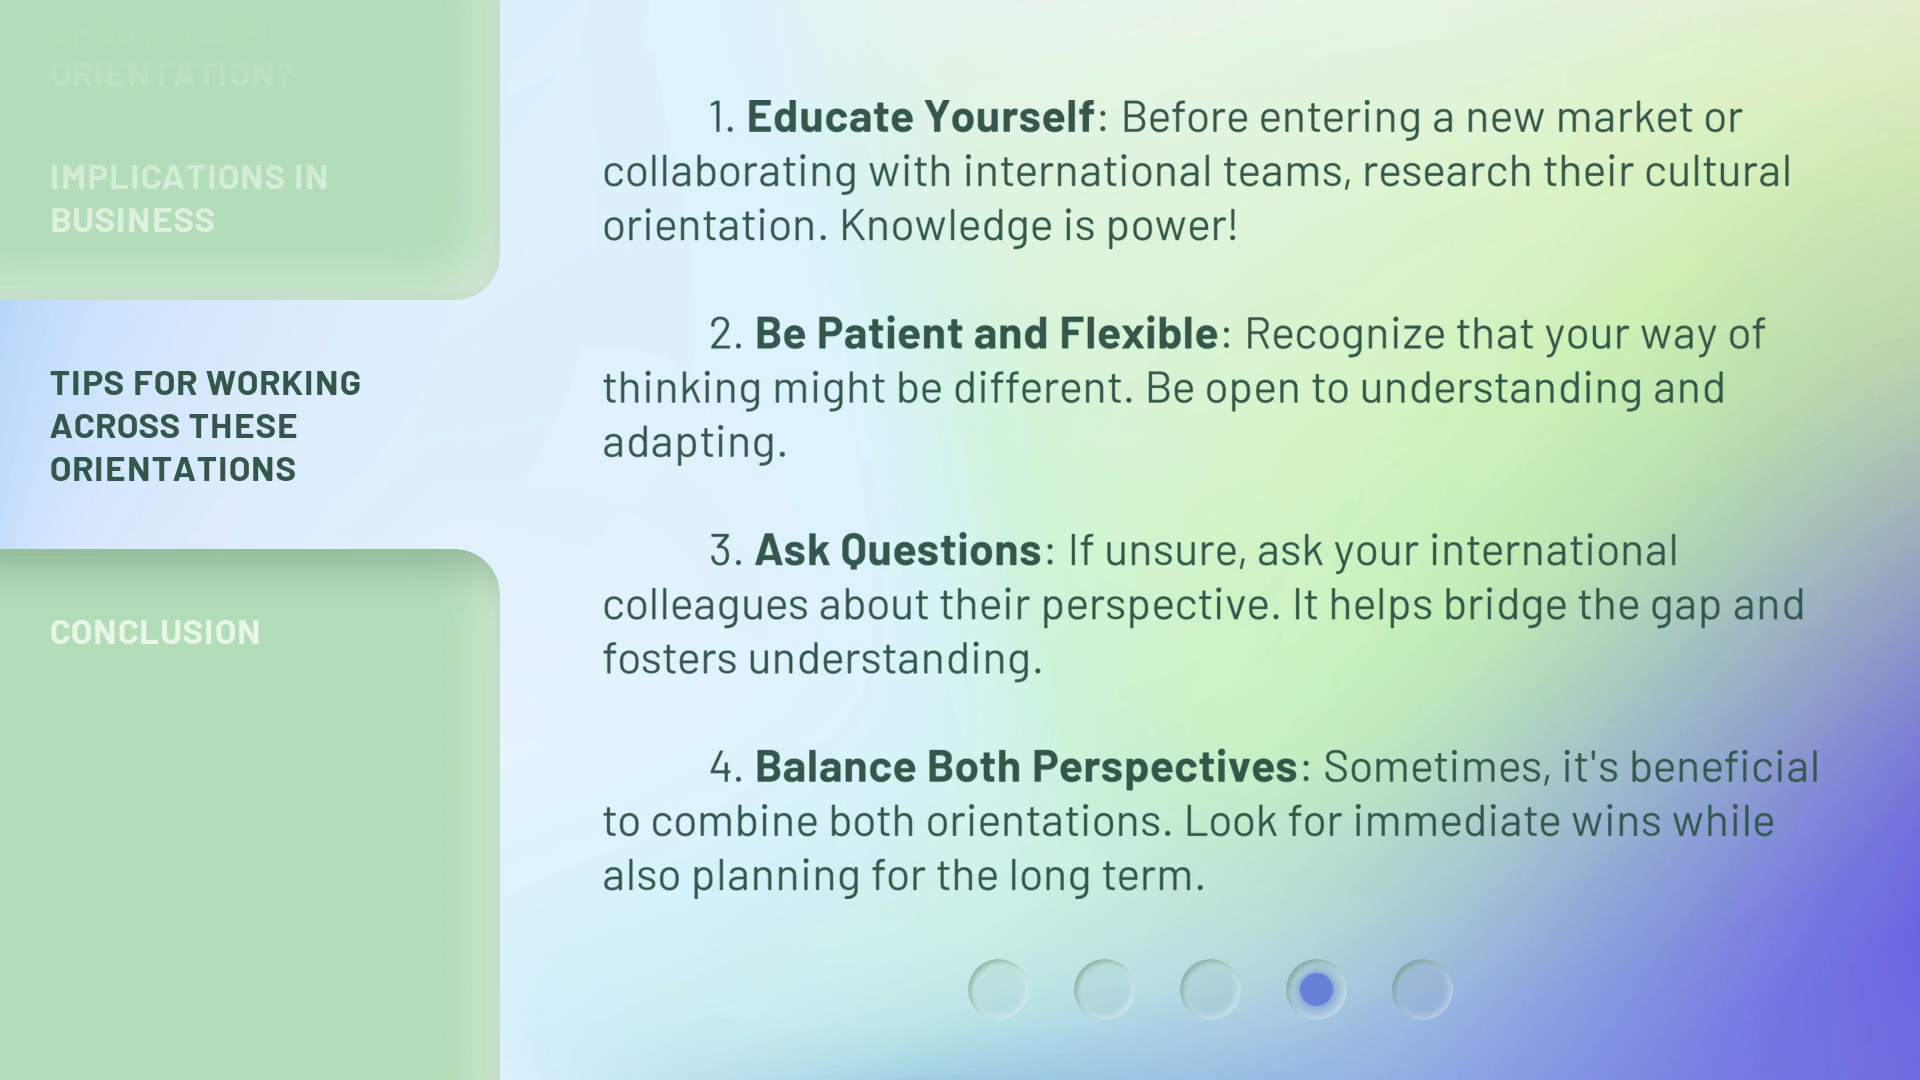 ORIENTATION?
IMPLICATIONS IN
BUSINESS
TIPS FOR WORKING
ACROSS THESE
ORIENTATIONS
CONCLUSION
1. Educate Yourself: Before entering a new market or
collaborating with international teams, research their cultural
orientation. Knowledge is power!
2. Be Patient and Flexible: Recognize that your way of
thinking might be different. Be open to understanding and
adapting.
3. Ask Questions: If unsure, ask your international
colleagues about their perspective. It helps bridge the gap and
fosters understanding.
4. Balance Both Perspectives: Sometimes, it's beneficial
to combine both orientations. Look for immediate wins while
also planning for the long term.